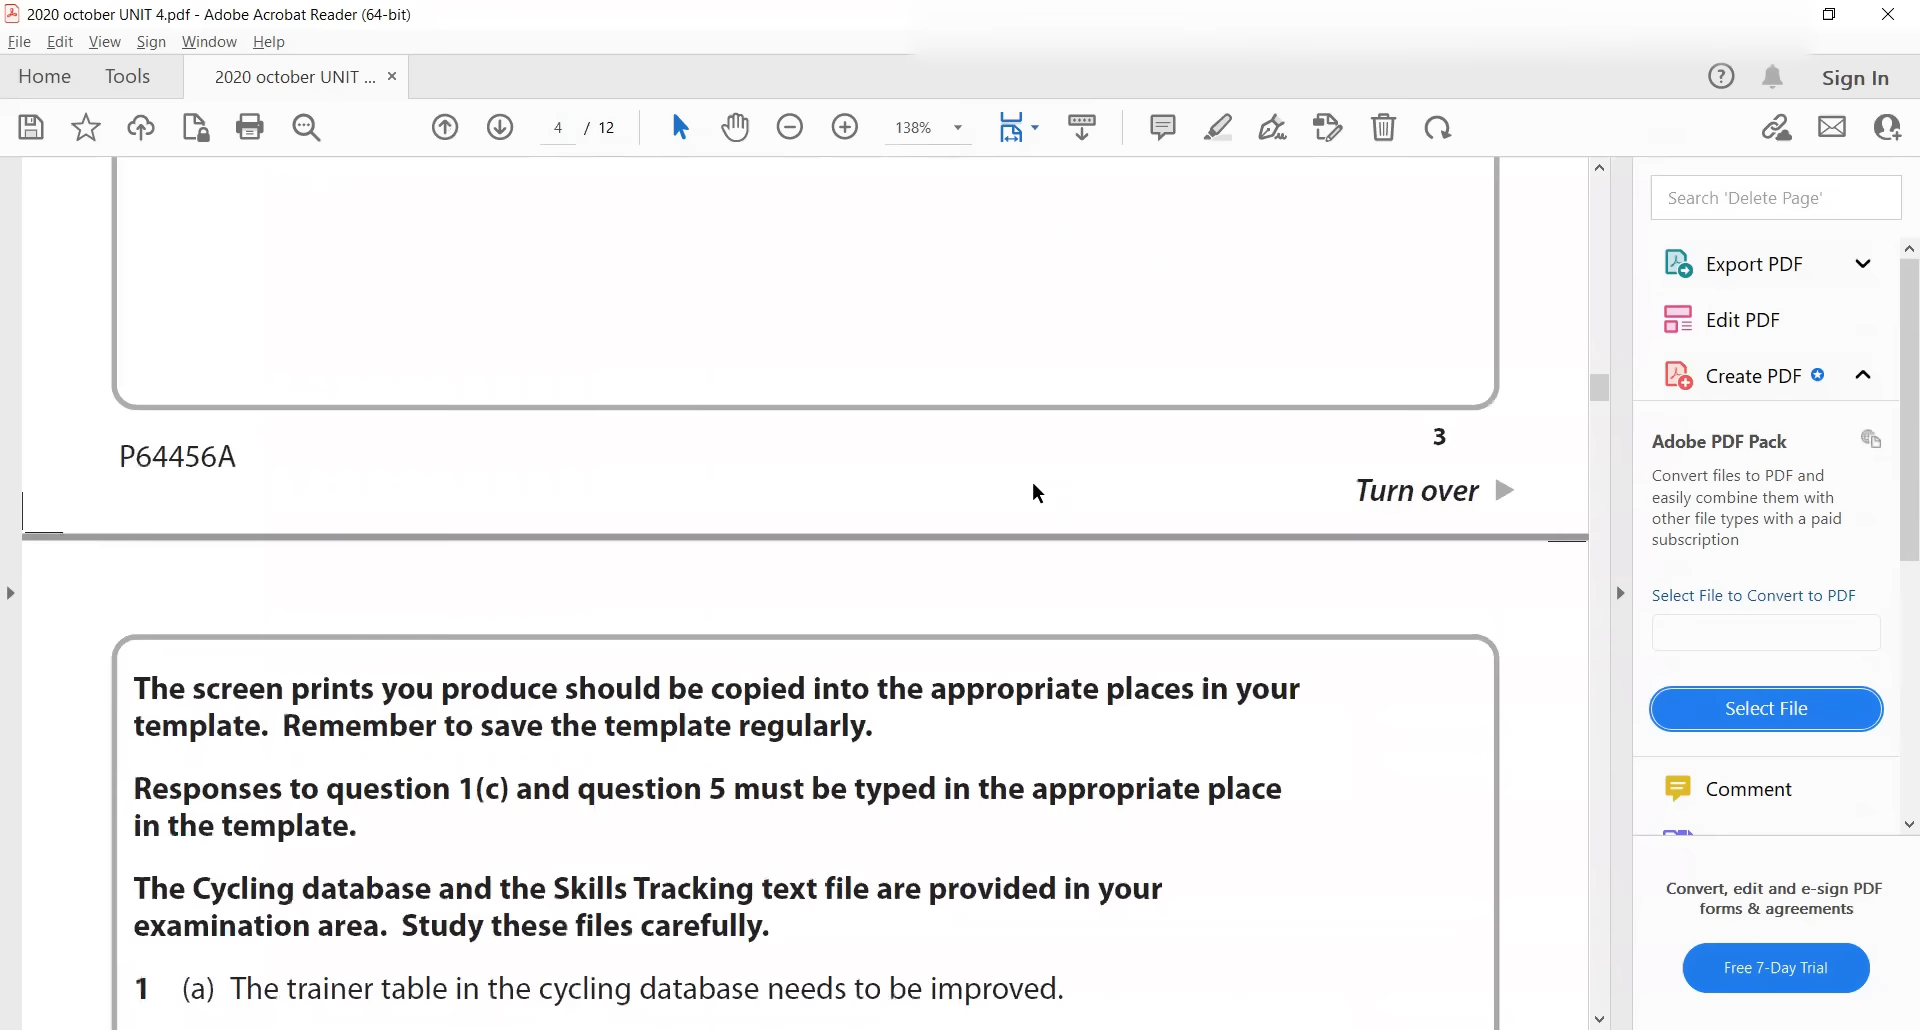 2020 october UNIT 4.pdf - Adobe Acrobat Reader (64-bit)
File Edit View Sign Window Help
Home Tools 2020 october UNIT ... × Sign In
4 / 12 138%
P64456A
3
Turn over
The screen prints you produce should be copied into the appropriate places in your
template. Remember to save the template regularly.
Responses to question 1(c) and question 5 must be typed in the appropriate place
in the template.
The Cycling database and the Skills Tracking text file are provided in your
examination area. Study these files carefully.
1 (a) The trainer table in the cycling database needs to be improved.
Search 'Delete Page'
Export PDF
Edit PDF
Create PDF
Adobe PDF Pack
Convert files to PDF and
easily combine them with
other file types with a paid
subscription
Select File to Convert to PDF
Select File
Comment
Convert, edit and e-sign PDF
forms & agreements
Free 7-Day Trial